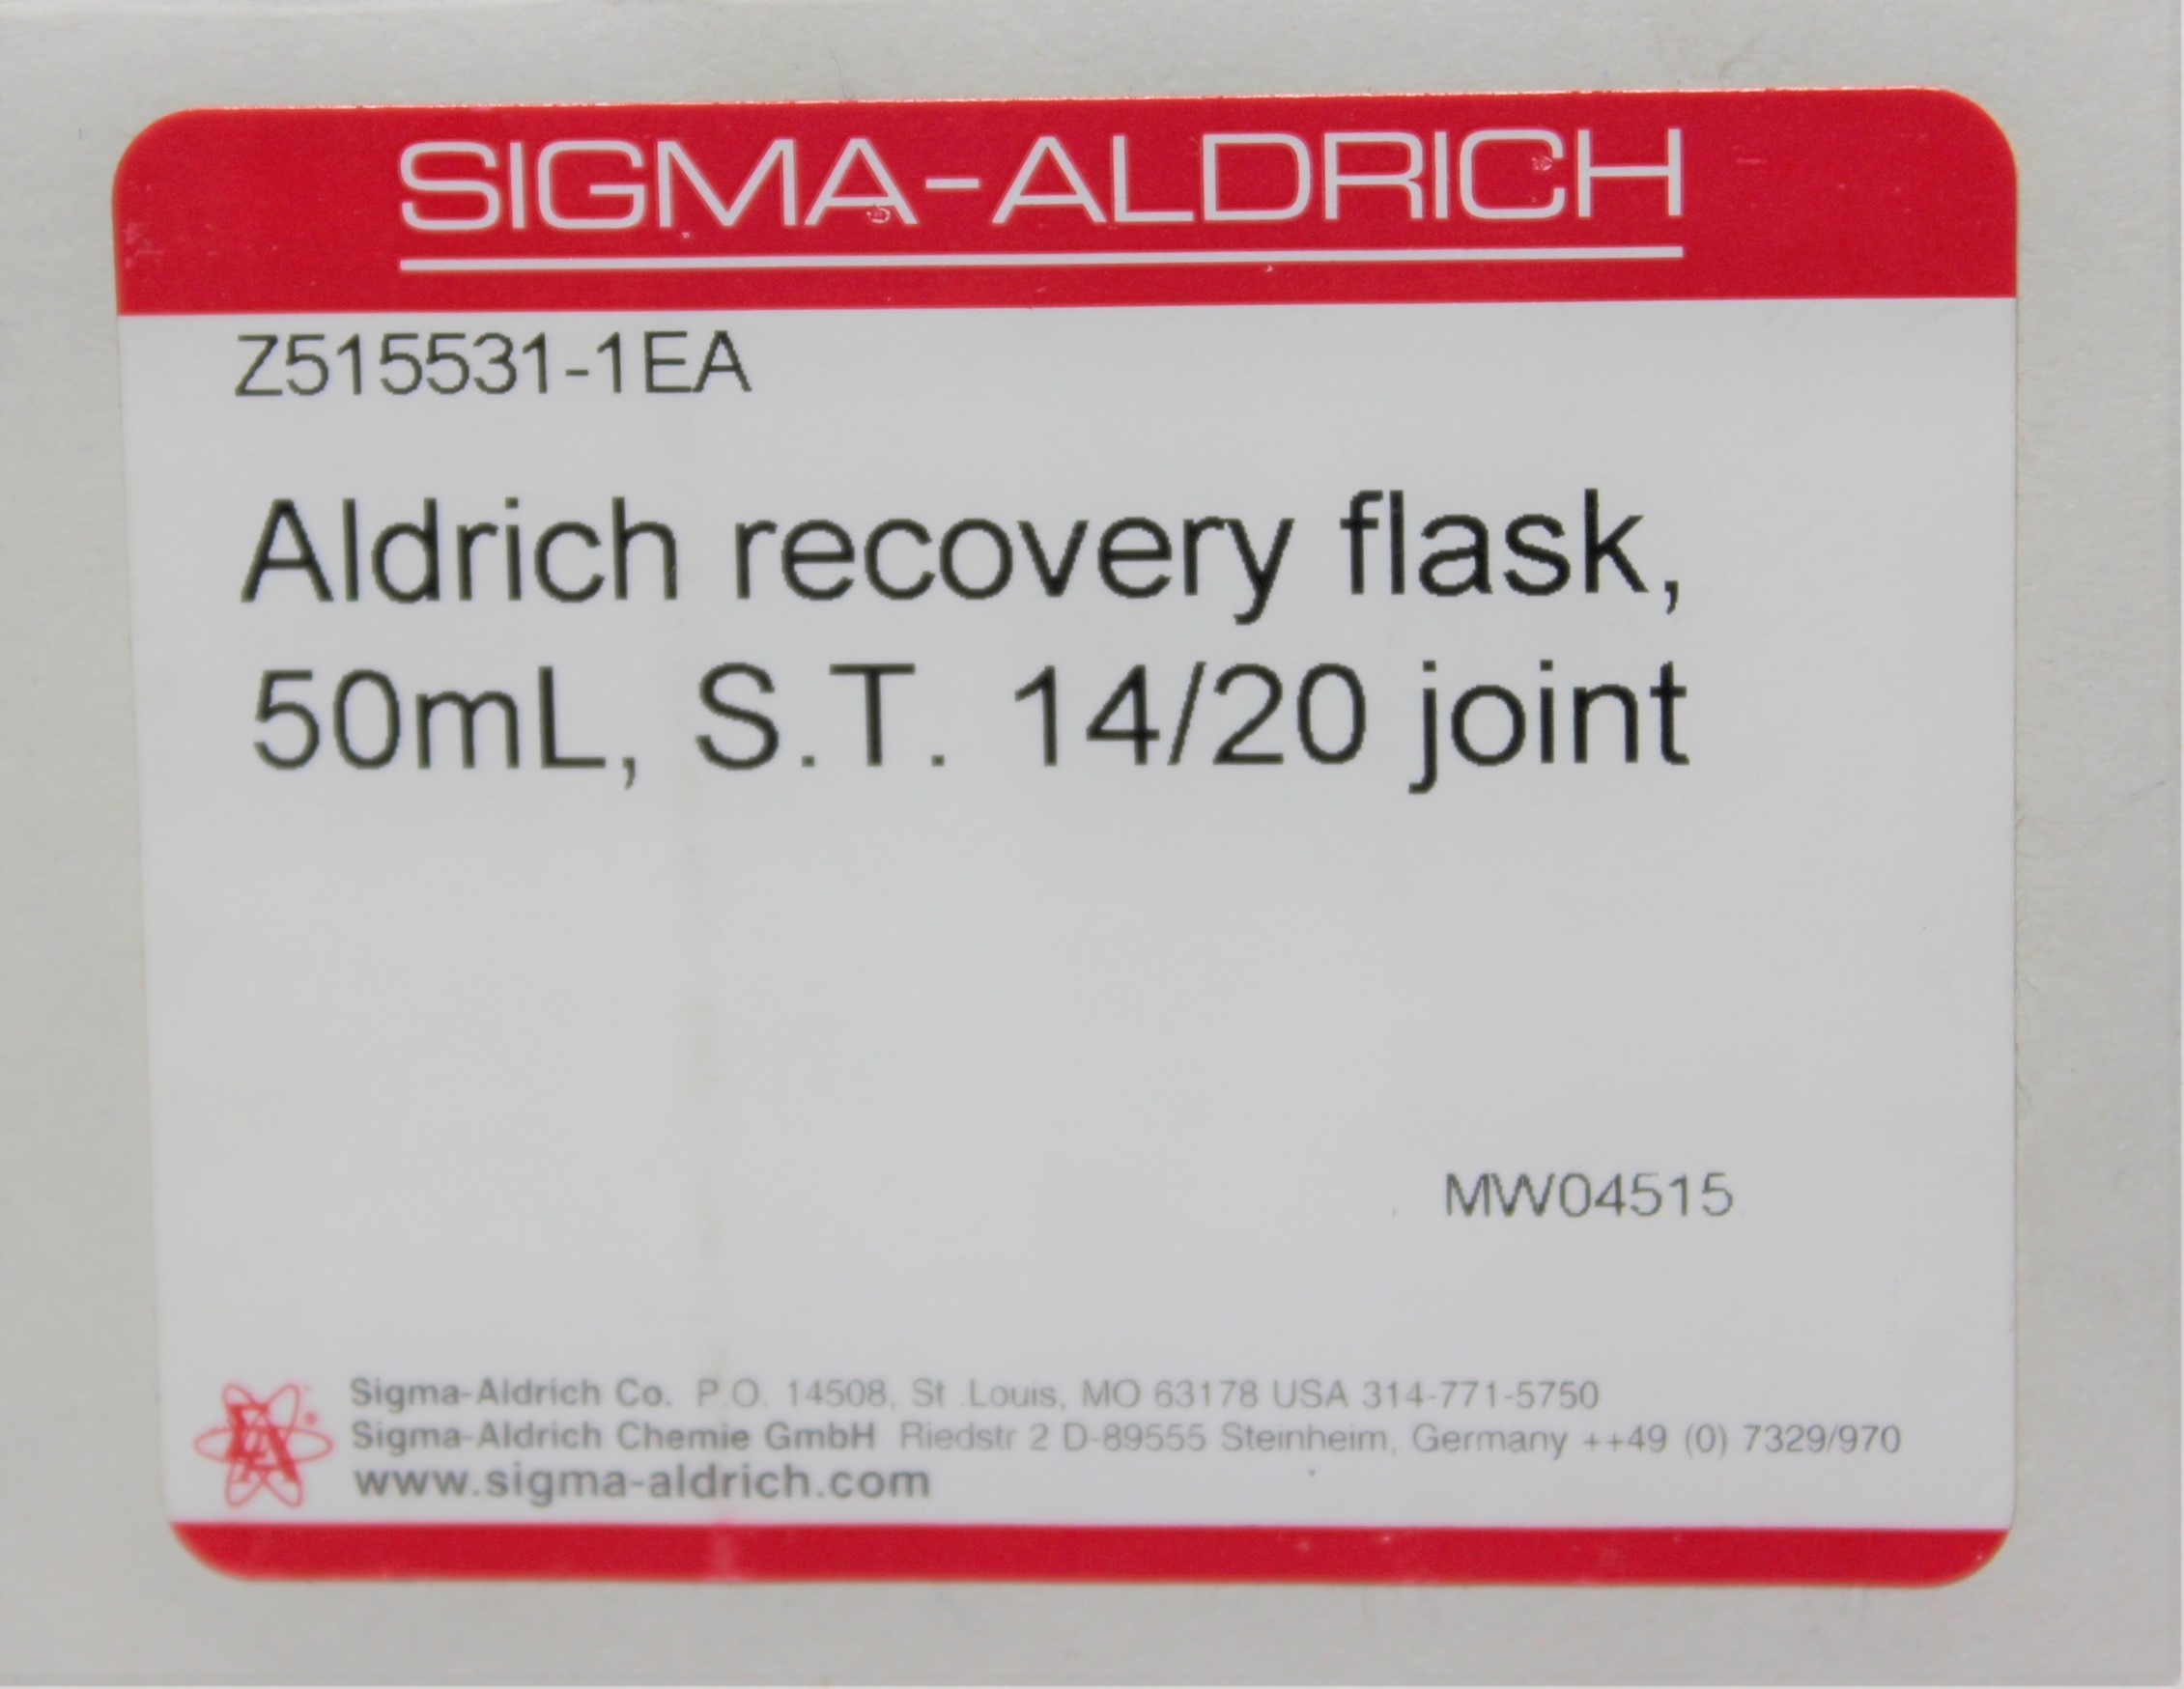 SIGMA-ALDRICH
Z515531-1EA
Aldrich recovery flask,
50mL, S.T. 14/20 joint
MW04515
Sigma-Aldrich Co. P.O. 14508, St. Louis, MO 63178 USA 314-771-5750
Sigma-Aldrich Chemie GmbH Riedstr 2 D-89555 Steinheim, Germany ++49 (0) 7329/970
www.sigma-aldrich.com